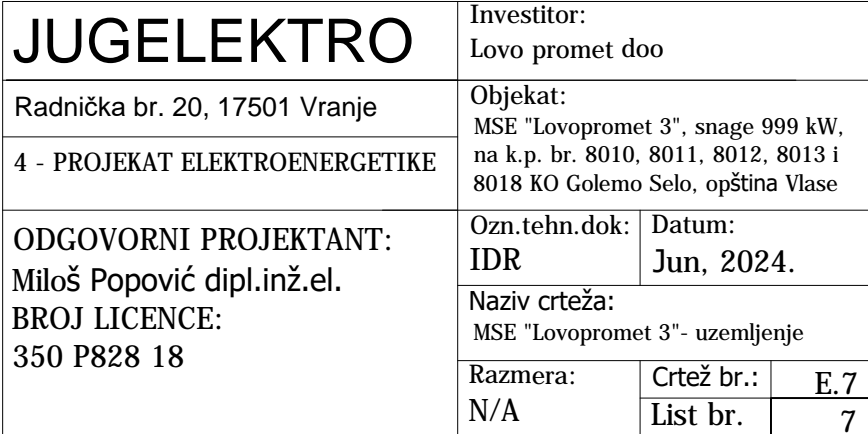 JUGELEKTRO
Radnička br. 20, 17501 Vranje
4 - PROJEKAT ELEKTROENERGETIKE
ODGOVORNI PROJEKTANT:
Miloš Popović dipl.inž.el.
BROJ LICENCE:
350 P828 18
Investitor:
Lovo promet doo
Objekat:
MSE "Lovopromet 3", snage 999 kW,
na k.p. br. 8010, 8011, 8012, 8013 i
8018 KO Golemo Selo, opština Vlase
Ozn.tehn.dok:
IDR
Datum:
Jun, 2024.
Naziv crteža:
MSE "Lovopromet 3"- uzemljenje
Razmera:
N/A
Crtež br.: E.7
List br. 7